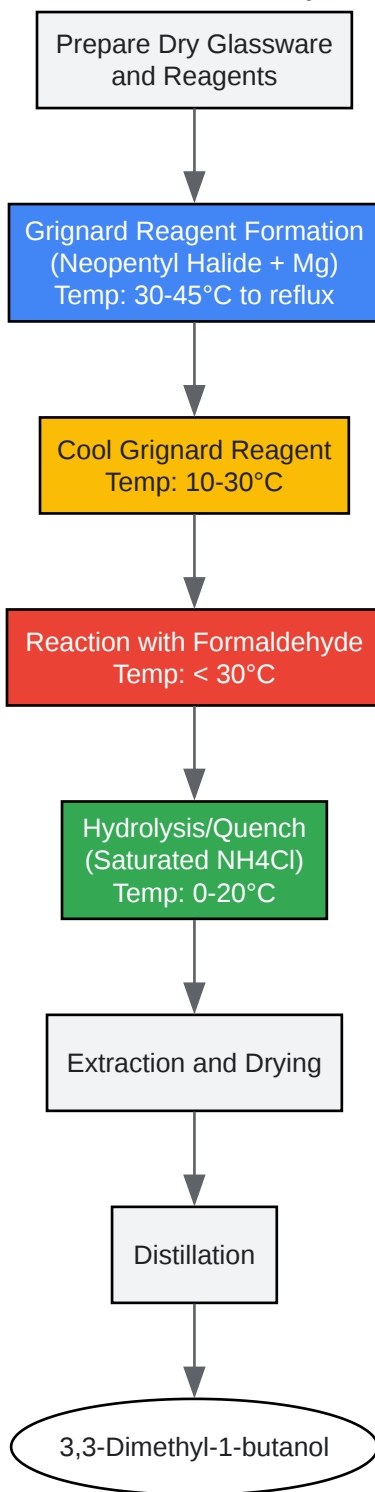 Prepare Dry Glassware
and Reagents
Grignard Reagent Formation
(Neopentyl Halide + Mg)
Temp: 30-45°C to reflux
Cool Grignard Reagent
Temp: 10-30°C
Reaction with Formaldehyde
Temp: < 30°C
Hydrolysis/Quench
(Saturated NH4Cl)
Temp: 0-20°C
Extraction and Drying
Distillation
3,3-Dimethyl-1-butanol